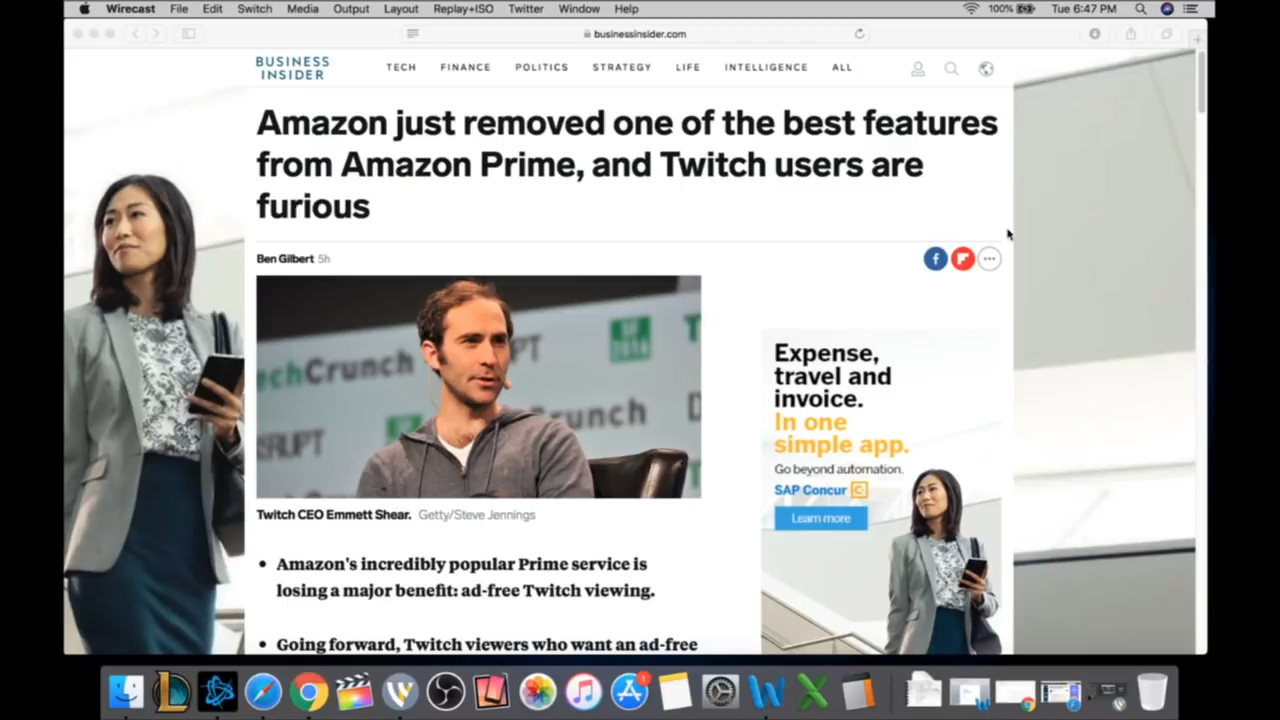 Wirecast File Edit Switch Media Output Layout Replay+ISO Twitter Window Help 100% Tue 6:47 PM
businessinsider.com
BUSINESS
INSIDER
TECH FINANCE POLITICS STRATEGY LIFE INTELLIGENCE ALL
Amazon just removed one of the best features
from Amazon Prime, and Twitch users are
furious
Ben Gilbert 5h
echCrunch
Crunch
Twitch CEO Emmett Shear. Getty/Steve Jennings
• Amazon's incredibly popular Prime service is
losing a major benefit: ad-free Twitch viewing.
• Going forward, Twitch viewers who want an ad-free
Expense,
travel and
invoice.
In one
simple app.
Go beyond automation.
SAP Concur C
Learn more